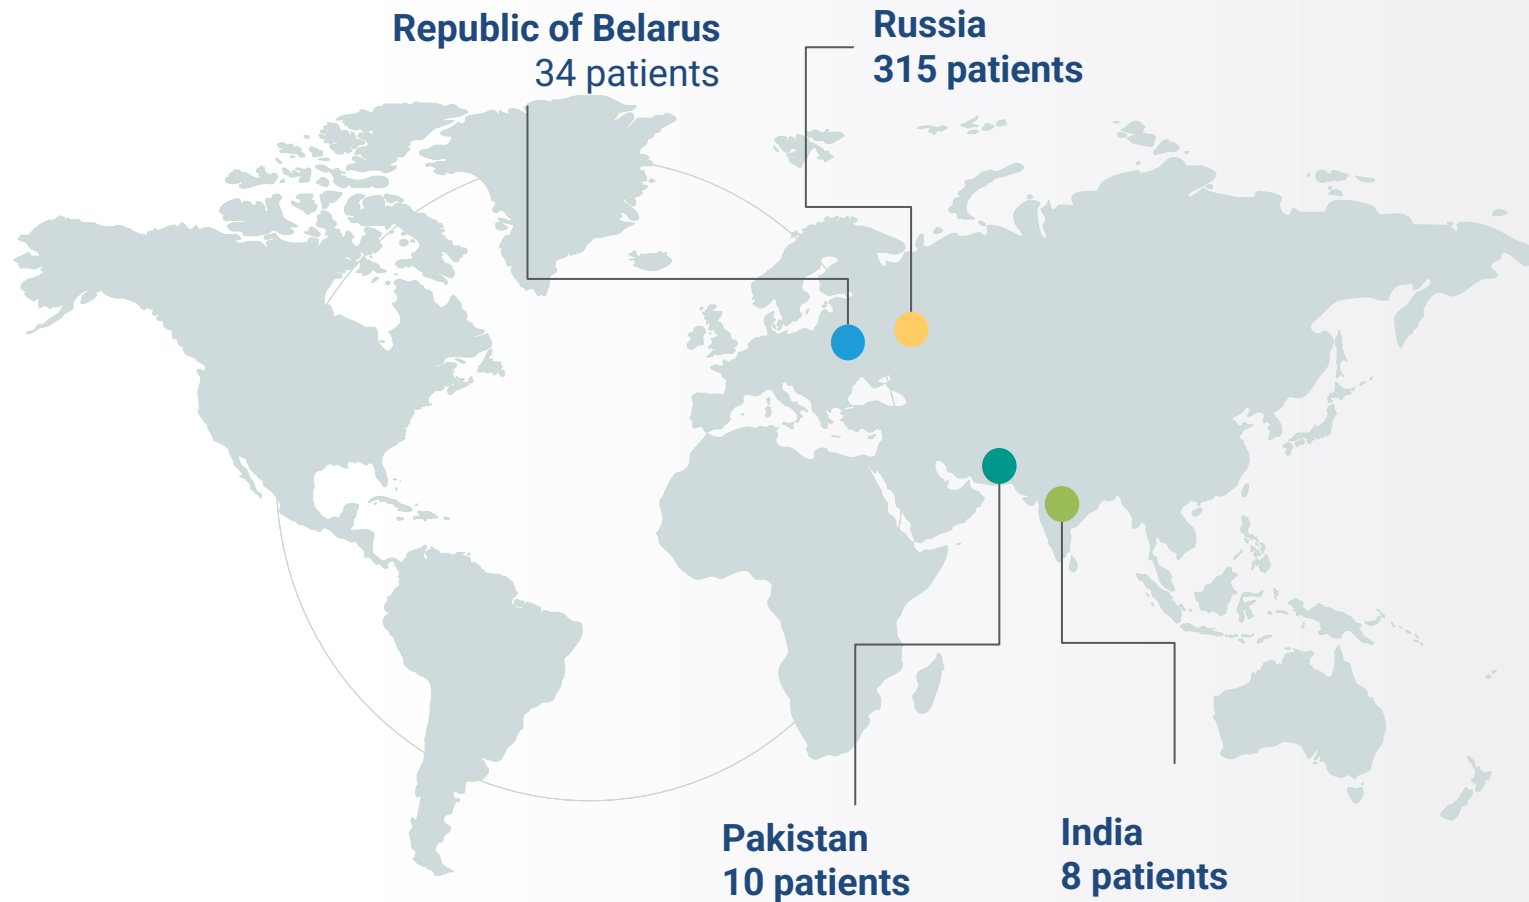 Republic of Belarus
34 patients
Russia
315 patients
Pakistan
10 patients
India
8 patients